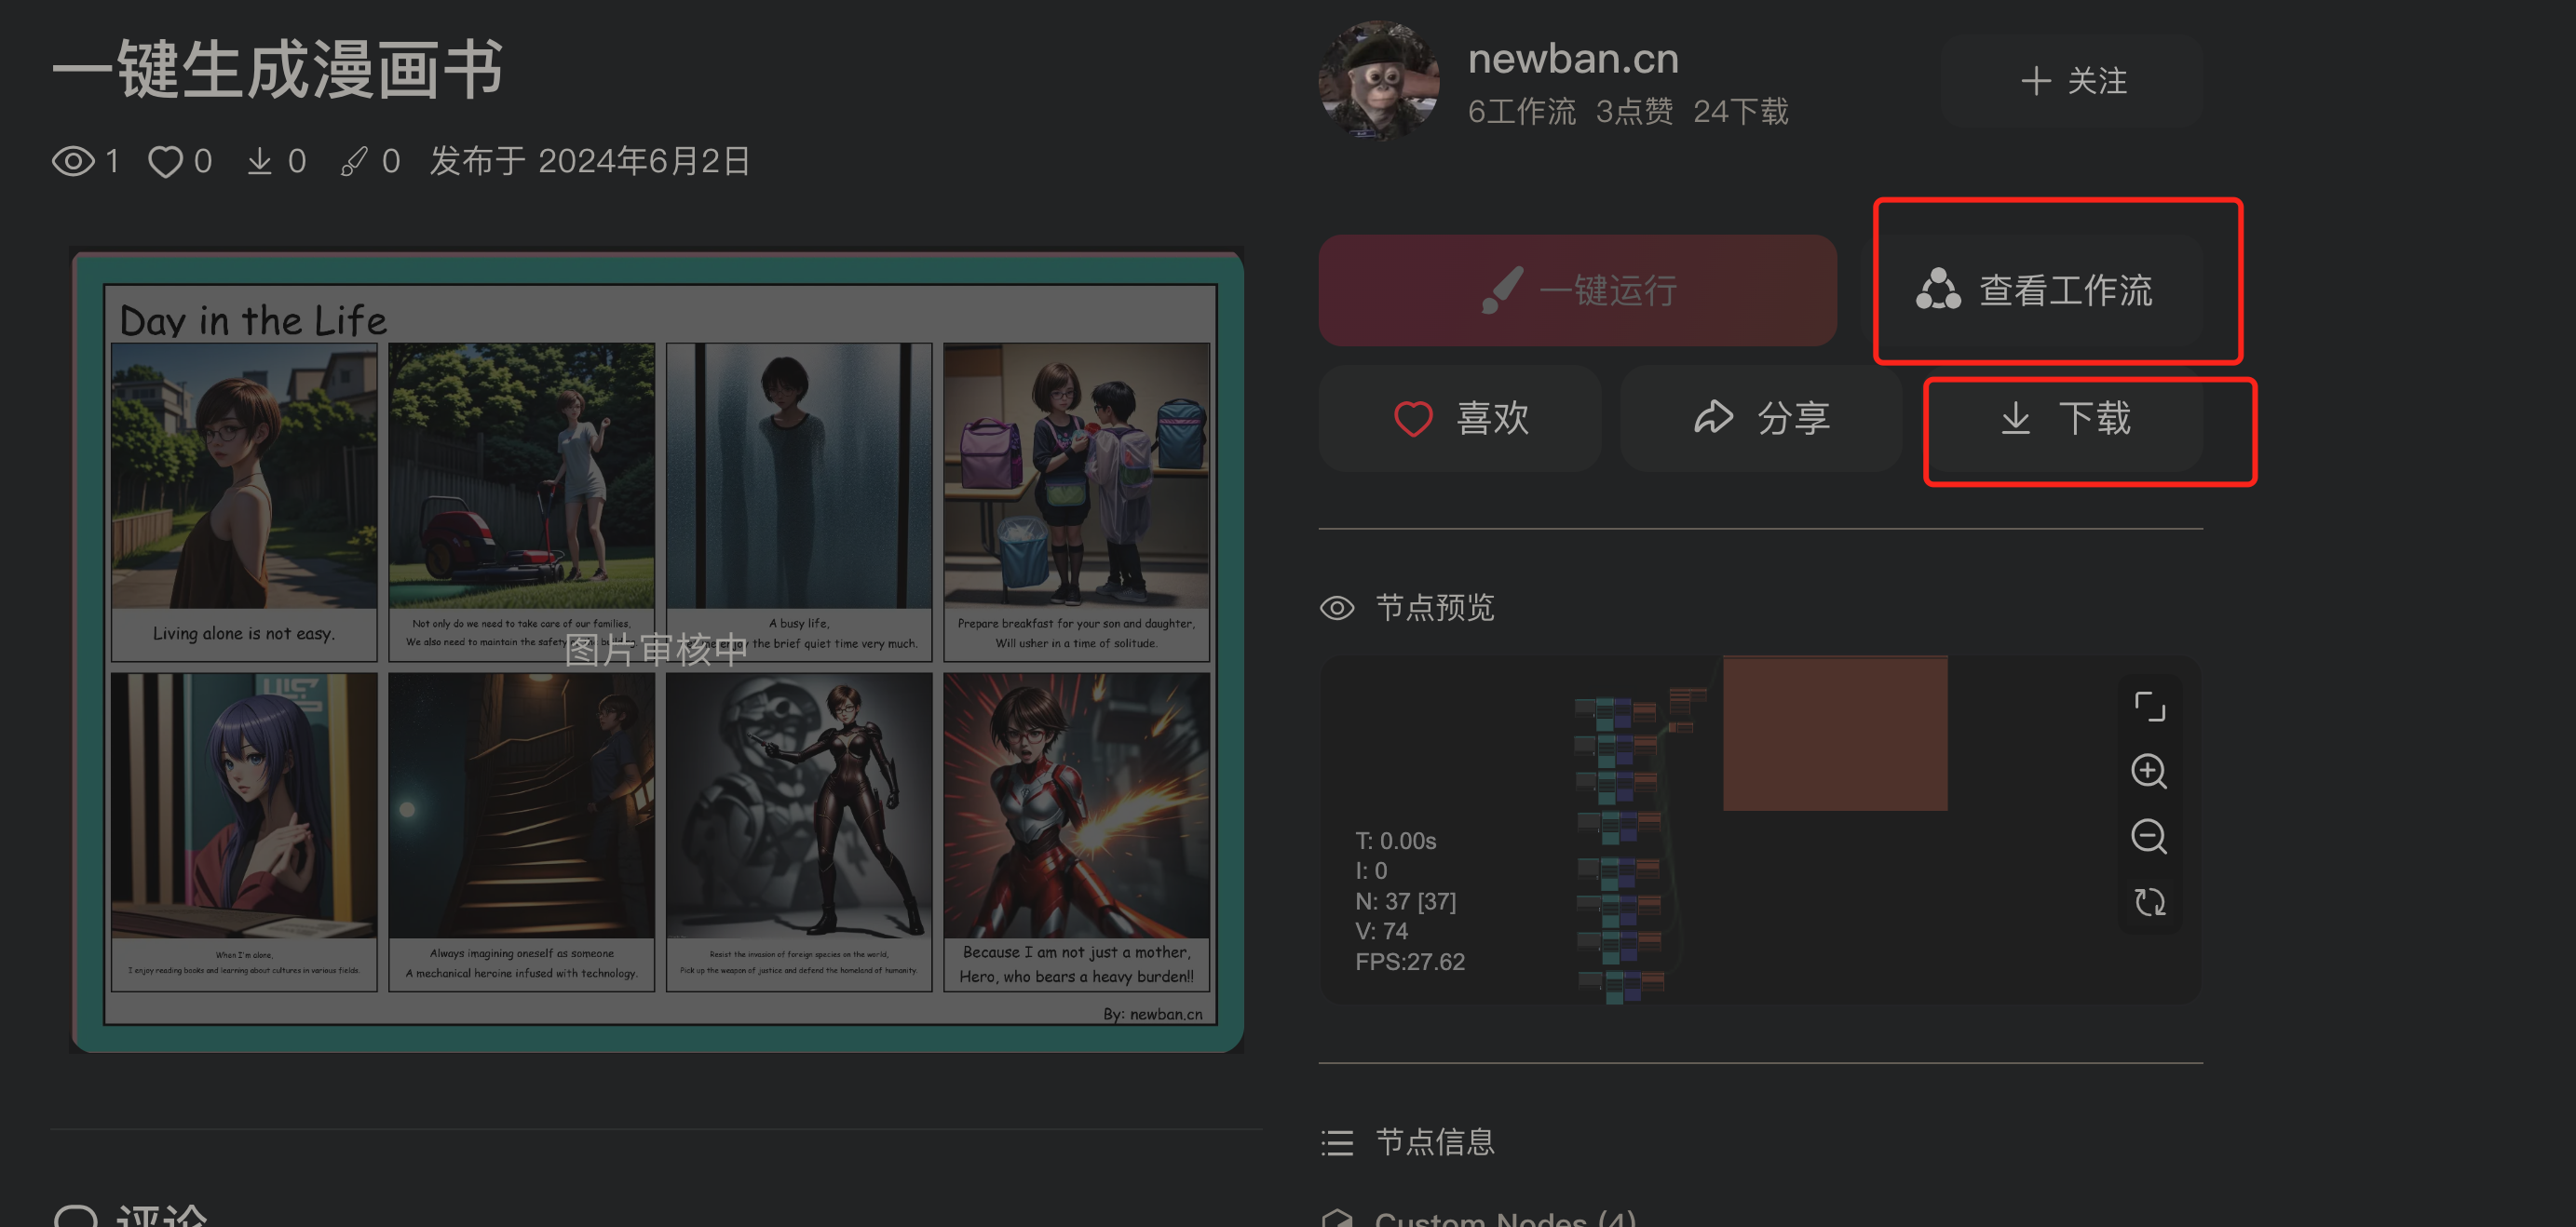 一键生成漫画书
1 0 0 0 发布于 2024年6月2日
Day in the Life
Living alone is not easy.
Not only do we need to take care of our families,
We also need to maintain the safety
A busy life,
the brief quiet time very much.
Prepare breakfast for your son and daughter,
Will usher in a time of solitude.
图片审核中
When I'm alone,
I enjoy reading books and learning about cultures in various fields.
Always imagining oneself as someone
A mechanical heroine infused with technology.
Resist the invasion of foreign species on the world,
Pick up the weapon of justice and defend the homeland of humanity.
Because I am not just a mother,
Hero, who bears a heavy burden!!
By: newban.cn
评论
newban.cn
6工作流 3点赞 24下载
关注
一键运行
查看工作流
喜欢
分享
下载
节点预览
T: 0.00s
I: 0
N: 37 [37]
V: 74
FPS:27.62
节点信息
Custom Nodes (4)